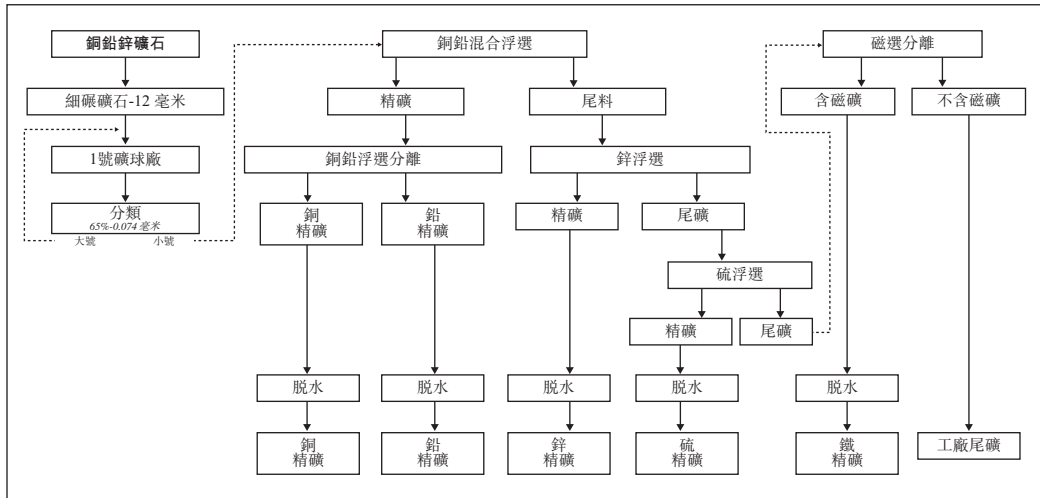 銅鉛鋅礦石
細碾礦石-12 毫米
1號礦球廠
分類
65%-0.074 毫米
大號
小號
銅鉛混合浮選
精礦
尾料
銅鉛浮選分離
鋅浮選
銅
精礦
鉛
精礦
精礦
尾礦
硫浮選
精礦
尾礦
磁選分離
含磁礦
不含磁礦
脱水
脱水
脱水
脱水
脱水
銅
精礦
鉛
精礦
鋅
精礦
硫
精礦
鐵
精礦
工廠尾礦